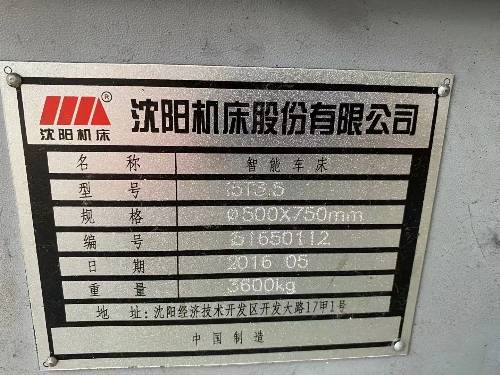 沈阳机床 ® 沈阳机床股份有限公司
名 称 智能车床
型 号 i5T3.5
规 格 Ø500X750mm
编 号 i51650112
日 期 2016 05
重 量 3600kg
地 址：沈阳经济技术开发区开发大路17甲1号
中国制造